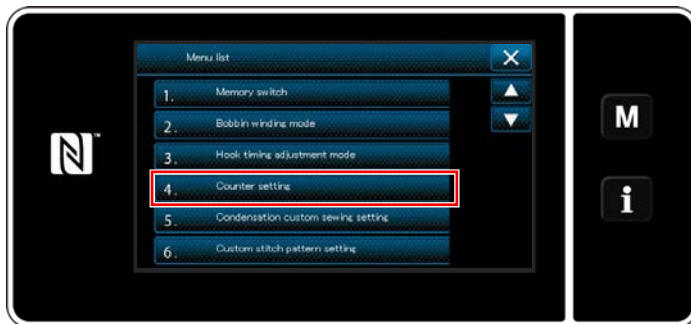 Menu list
1. Memory switch
2. Bobbin winding mode
3. Hook timing adjustment mode
4. Counter setting
5. Condensation custom sewing setting
6. Custom stitch pattern setting
M
i